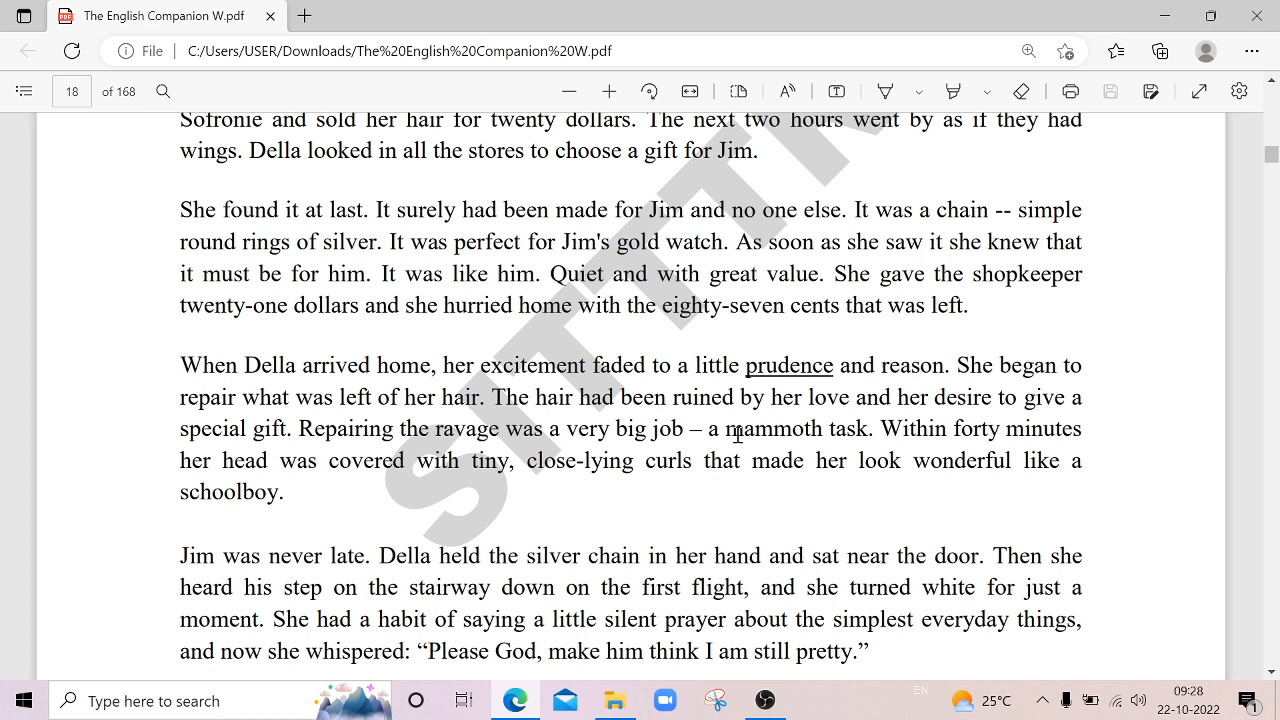 The English Companion W.pdf
File
C:/Users/USER/Downloads/The%20English%20Companion%20W.pdf
18 of 168
Sofronie and sold her hair for twenty dollars. The next two hours went by as if they had
wings. Della looked in all the stores to choose a gift for Jim.
She found it at last. It surely had been made for Jim and no one else. It was a chain -- simple
round rings of silver. It was perfect for Jim's gold watch. As soon as she saw it she knew that
it must be for him. It was like him. Quiet and with great value. She gave the shopkeeper
twenty-one dollars and she hurried home with the eighty-seven cents that was left.
When Della arrived home, her excitement faded to a little prudence and reason. She began to
repair what was left of her hair. The hair had been ruined by her love and her desire to give a
special gift. Repairing the ravage was a very big job – a mammoth task. Within forty minutes
her head was covered with tiny, close-lying curls that made her look wonderful like a
schoolboy.
Jim was never late. Della held the silver chain in her hand and sat near the door. Then she
heard his step on the stairway down on the first flight, and she turned white for just a
moment. She had a habit of saying a little silent prayer about the simplest everyday things,
and now she whispered: “Please God, make him think I am still pretty.”
SITTTR
Type here to search
EN
25°C
09:28
22-10-2022
1